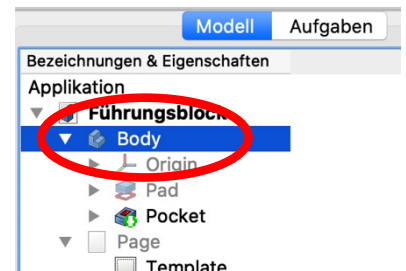 Modell Aufgaben
Bezeichnungen & Eigenschaften
Applikation
Führungsblock
Body
Origin
Pad
Pocket
Page
Template